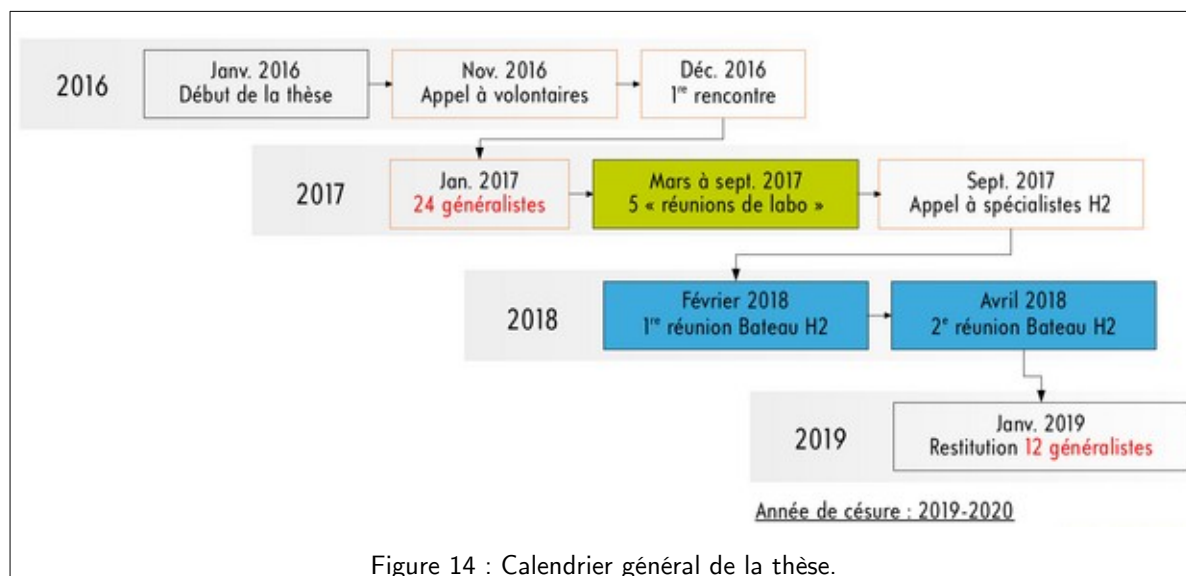 2016
Janv. 2016
Début de la thèse
Nov. 2016
Appel à volontaires
Déc. 2016
1re rencontre
2017
Jan. 2017
24 généralistes
Mars à sept. 2017
5 « réunions de labo »
Sept. 2017
Appel à spécialistes H2
2018
Février 2018
1re réunion Bateau H2
Avril 2018
2e réunion Bateau H2
2019
Janv. 2019
Restitution 12 généralistes
Année de césure : 2019-2020
Figure 14 : Calendrier général de la thèse.